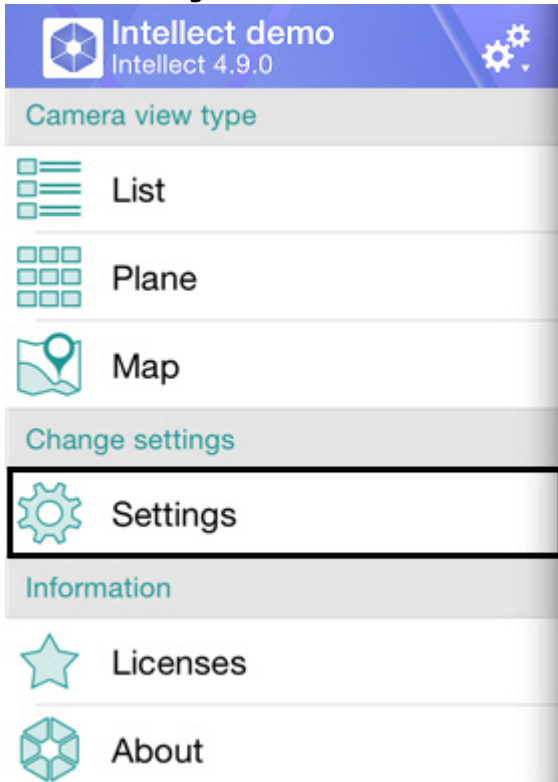 Intellect demo
Intellect 4.9.0
Camera view type
List
Plane
Map
Change settings
Settings
Information
Licenses
About